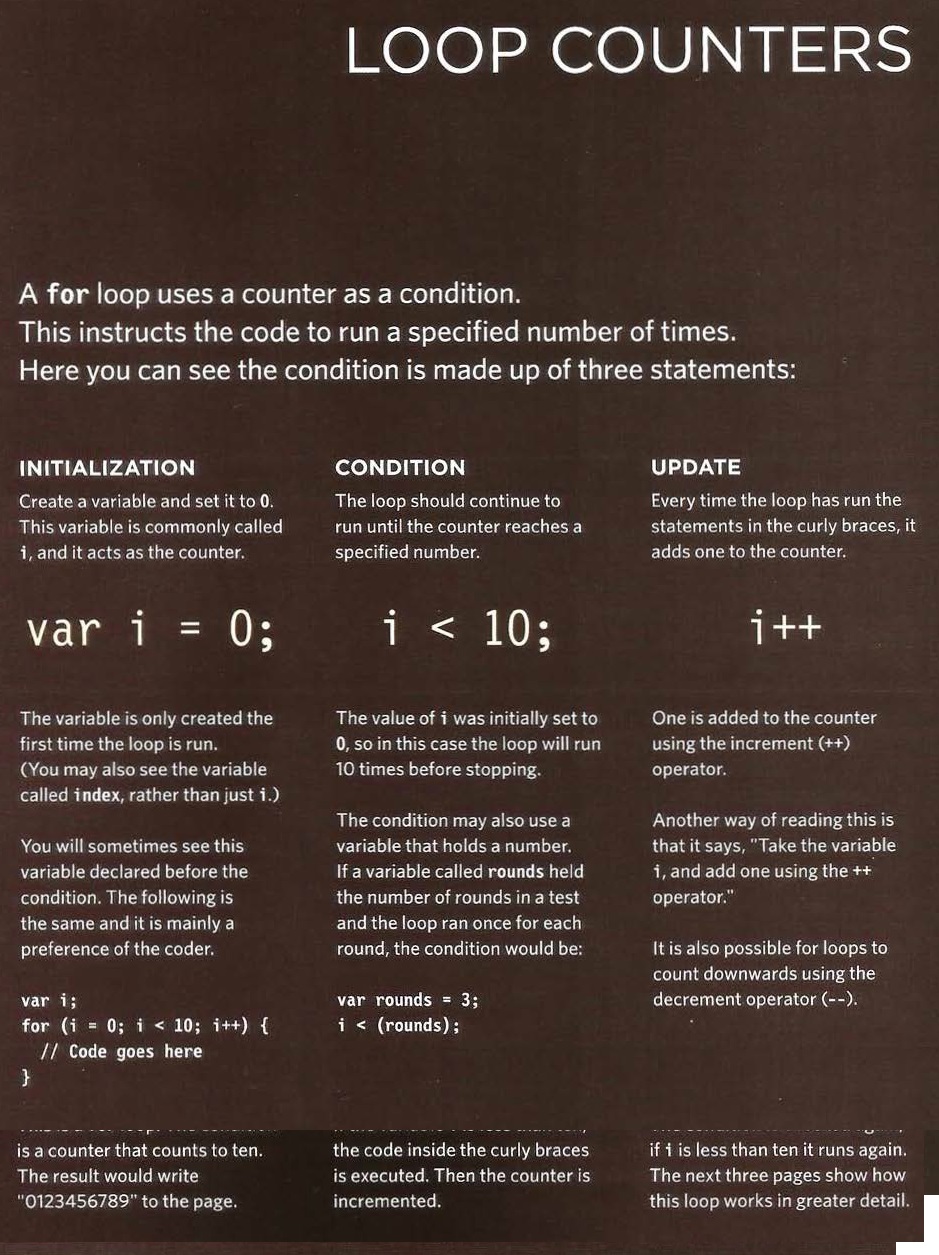 LOOP COUNTERS
A for loop uses a counter as a condition.
This instructs the code to run a specified number of times.
Here you can see the condition is made up of three statements:
INITIALIZATION
Create a variable and set it to 0.
This variable is commonly called
i, and it acts as the counter.
var i = 0;
The variable is only created the
first time the loop is run.
(You may also see the variable
called index, rather than just i.)
You will sometimes see this
variable declared before the
condition. The following is
the same and it is mainly a
preference of the coder.
var i;
for (i = 0; i < 10; i++) {
// Code goes here
}
is a counter that counts to ten.
The result would write
"0123456789" to the page.
CONDITION
The loop should continue to
run until the counter reaches a
specified number.
i < 10;
The value of i was initially set to
0, so in this case the loop will run
10 times before stopping.
The condition may also use a
variable that holds a number.
If a variable called rounds held
the number of rounds in a test
and the loop ran once for each
round, the condition would be:
var rounds = 3;
i < (rounds);
the code inside the curly braces
is executed. Then the counter is
incremented.
UPDATE
Every time the loop has run the
statements in the curly braces, it
adds one to the counter.
i++
One is added to the counter
using the increment (++)
operator.
Another way of reading this is
that it says, "Take the variable
i, and add one using the ++
operator."
It is also possible for loops to
count downwards using the
decrement operator (--).
if i is less than ten it runs again.
The next three pages show how
this loop works in greater detail.